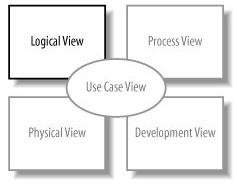 Logical View
Process View
Use Case View
Physical View
Development View